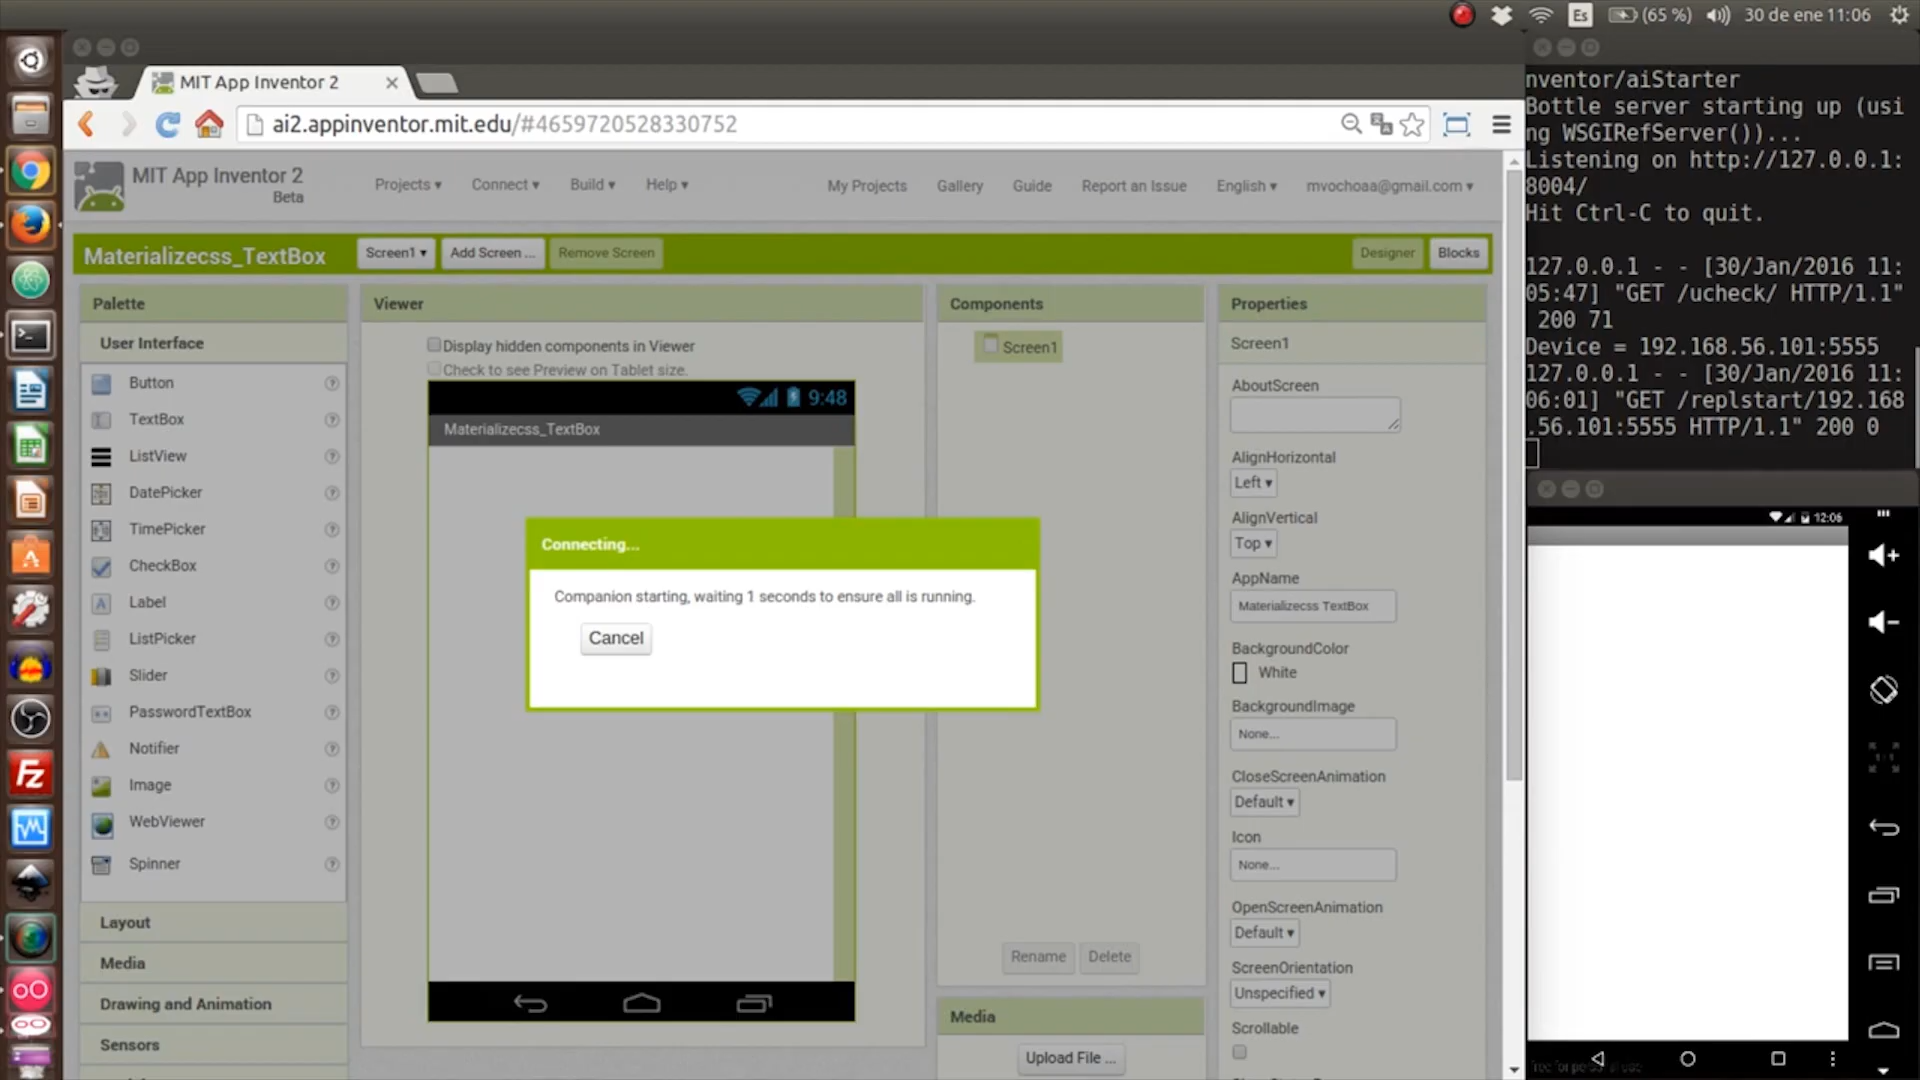 Es (65 %) 30 de ene 11:06
MIT App Inventor 2
ai2.appinventor.mit.edu/#4659720528330752
MIT App Inventor 2
Beta
Projects Connect Build Help My Projects Gallery Guide Report an Issue English mvochoaa@gmail.com
Materializecss_TextBox Screen1 Add Screen ... Remove Screen Designer Blocks
Palette
User Interface
Button
TextBox
ListView
DatePicker
TimePicker
CheckBox
Label
ListPicker
Slider
PasswordTextBox
Notifier
Image
WebViewer
Spinner
Layout
Media
Drawing and Animation
Sensors
Viewer
Display hidden components in Viewer
Check to see Preview on Tablet size.
9:48
Materializecss_TextBox
Connecting...
Companion starting, waiting 1 seconds to ensure all is running.
Cancel
Components
Screen1
Rename Delete
Media
Upload File ...
Properties
Screen1
AboutScreen
AlignHorizontal
Left
AlignVertical
Top
AppName
Materializecss TextBox
BackgroundColor
White
BackgroundImage
None...
CloseScreenAnimation
Default
Icon
None...
OpenScreenAnimation
Default
ScreenOrientation
Unspecified
Scrollable
nventor/aiStarter
Bottle server starting up (usi
ng WSGIRefServer())...
Listening on http://127.0.0.1:
8004/
Hit Ctrl-C to quit.
127.0.0.1 - - [30/Jan/2016 11:
05:47] "GET /ucheck/ HTTP/1.1"
200 71
Device = 192.168.56.101:5555
127.0.0.1 - - [30/Jan/2016 11:
06:01] "GET /replstart/192.168
.56.101:5555 HTTP/1.1" 200 0
12:06